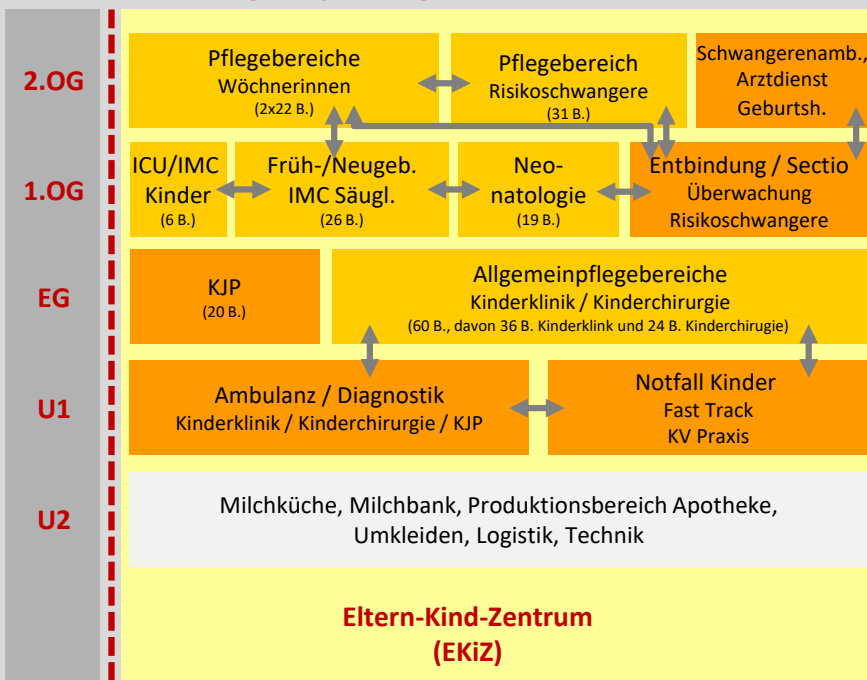 2.OG
Pflegebereiche
Wöchnerinnen
(2x22 B.)
Pflegebereich
Risikoschwangere
(31 B.)
Schwangerenamb.,
Arztdienst
Geburtsh.
1.OG
ICU/IMC
Kinder
(6 B.)
Früh-/Neugeb.
IMC Säugl.
(26 B.)
Neo-
natologie
(19 B.)
Entbindung / Sectio
Überwachung
Risikoschwangere
EG
KJP
(20 B.)
Allgemeinpflegebereiche
Kinderklinik / Kinderchirurgie
(60 B., davon 36 B. Kinderklink und 24 B. Kinderchirugie)
U1
Ambulanz / Diagnostik
Kinderklinik / Kinderchirurgie / KJP
Notfall Kinder
Fast Track
KV Praxis
U2
Milchküche, Milchbank, Produktionsbereich Apotheke,
Umkleiden, Logistik, Technik
Eltern-Kind-Zentrum
(EKiZ)